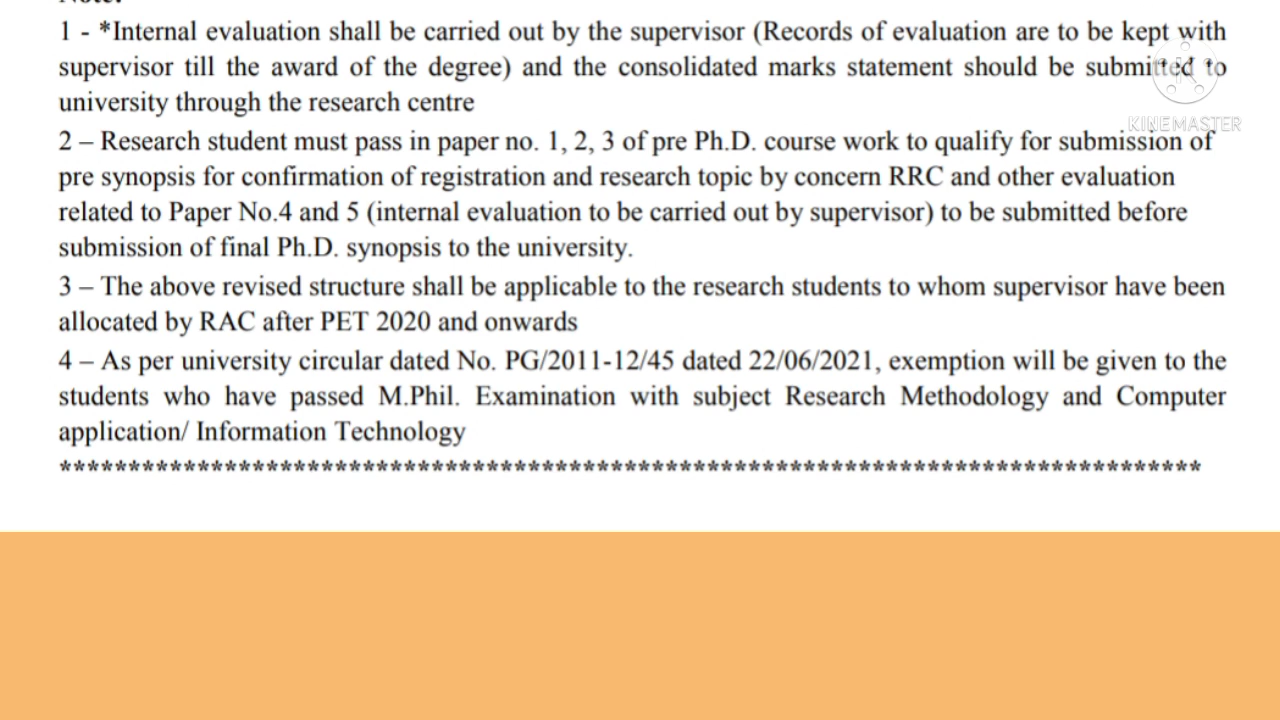 1 - *Internal evaluation shall be carried out by the supervisor (Records of evaluation are to be kept with
supervisor till the award of the degree) and the consolidated marks statement should be submitted to
university through the research centre
KINEMASTER
2 – Research student must pass in paper no. 1, 2, 3 of pre Ph.D. course work to qualify for submission of
pre synopsis for confirmation of registration and research topic by concern RRC and other evaluation
related to Paper No.4 and 5 (internal evaluation to be carried out by supervisor) to be submitted before
submission of final Ph.D. synopsis to the university.
3 – The above revised structure shall be applicable to the research students to whom supervisor have been
allocated by RAC after PET 2020 and onwards
4 – As per university circular dated No. PG/2011-12/45 dated 22/06/2021, exemption will be given to the
students who have passed M.Phil. Examination with subject Research Methodology and Computer
application/ Information Technology
***********************************************************************************